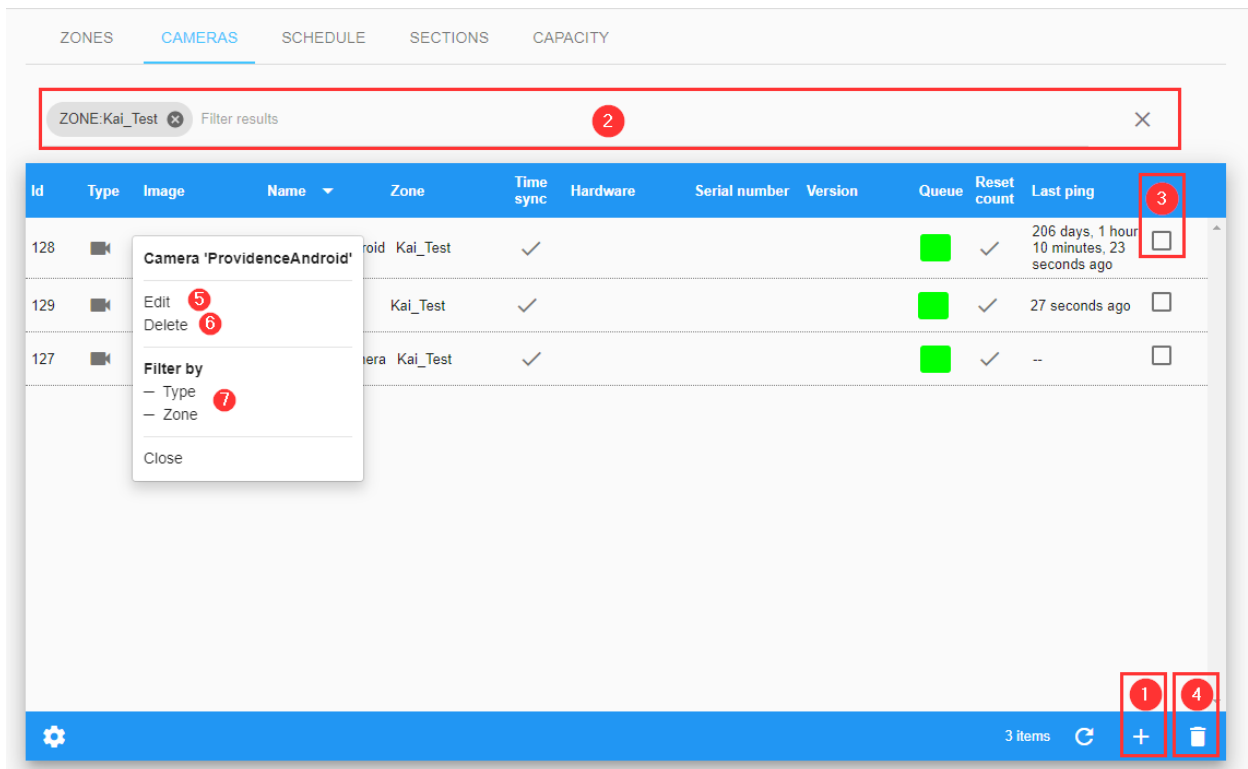 ZONES CAMERAS SCHEDULE SECTIONS CAPACITY
ZONE:Kai_Test Filter results 2
Id Type Image Name Zone Time sync Hardware Serial number Version Queue Reset count Last ping 3
128 roid Kai_Test 206 days, 1 hour
10 minutes, 23
seconds ago
Camera 'ProvidenceAndroid'
129 Kai_Test 27 seconds ago
Edit 5
Delete 6
127 era Kai_Test --
Filter by
– Type
7
– Zone
Close
1 4
3 items